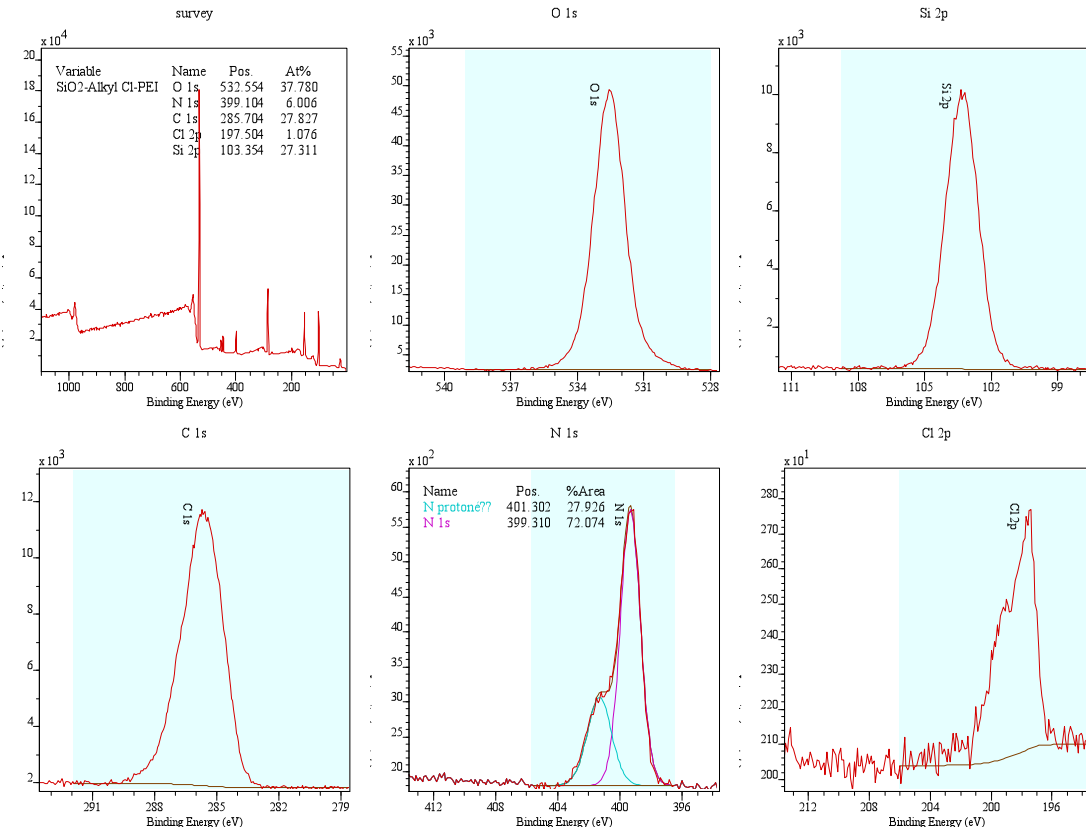 survey
x 10^4
20
18
16
14
12
10
8
6
4
2
Variable Name Pos. At%
SiO2-Alkyl Cl-PEI O 1s 532.554 37.780
N 1s 399.104 6.006
C 1s 285.704 27.827
Cl 2p 197.504 1.076
Si 2p 103.354 27.311
1000 800 600 400 200
Binding Energy (eV)
O 1s
x 10^3
55
50
45
40
35
30
25
20
15
10
5
O 1s
540 537 534 531 528
Binding Energy (eV)
Si 2p
x 10^3
10
8
6
4
2
Si 2p
111 108 105 102 99
Binding Energy (eV)
C 1s
x 10^3
12
10
8
6
4
2
C 1s
291 288 285 282 279
Binding Energy (eV)
N 1s
x 10^2
60
55
50
45
40
35
30
25
20
Name Pos. %Area
N protone?? 401.302 27.926
N 1s 399.310 72.074
N 1s
412 408 404 400 396
Binding Energy (eV)
Cl 2p
x 10^1
280
270
260
250
240
230
220
210
200
Cl 2p
212 208 204 200 196
Binding Energy (eV)